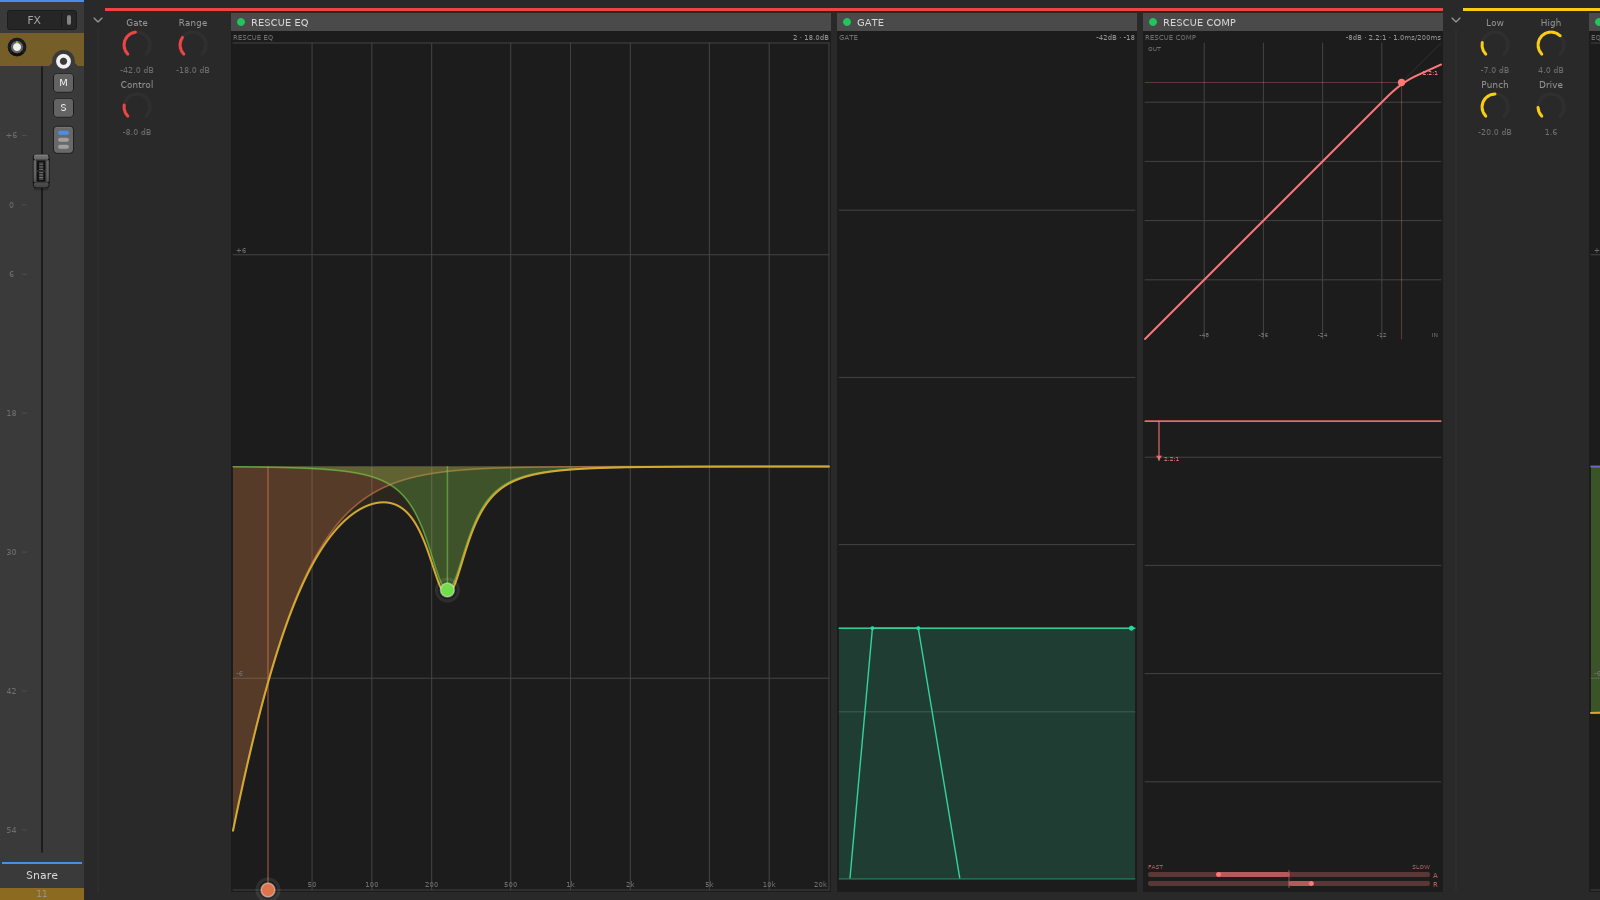 FX
M
S
+6
0
6
18
30
42
54
Snare
11
Gate
Range
-42.0 dB
-18.0 dB
Control
-8.0 dB
RESCUE EQ
RESCUE EQ
2 · 18.0dB
+6
-6
50
100
200
500
1k
2k
5k
10k
20k
GATE
GATE
-42dB · -18
RESCUE COMP
RESCUE COMP
-8dB · 2.2:1 · 1.0ms/200ms
OUT
2.2:1
-48
-36
-24
-12
IN
2.2:1
FAST
SLOW
A
R
Low
High
-7.0 dB
4.0 dB
Punch
Drive
-20.0 dB
1.6
EQ